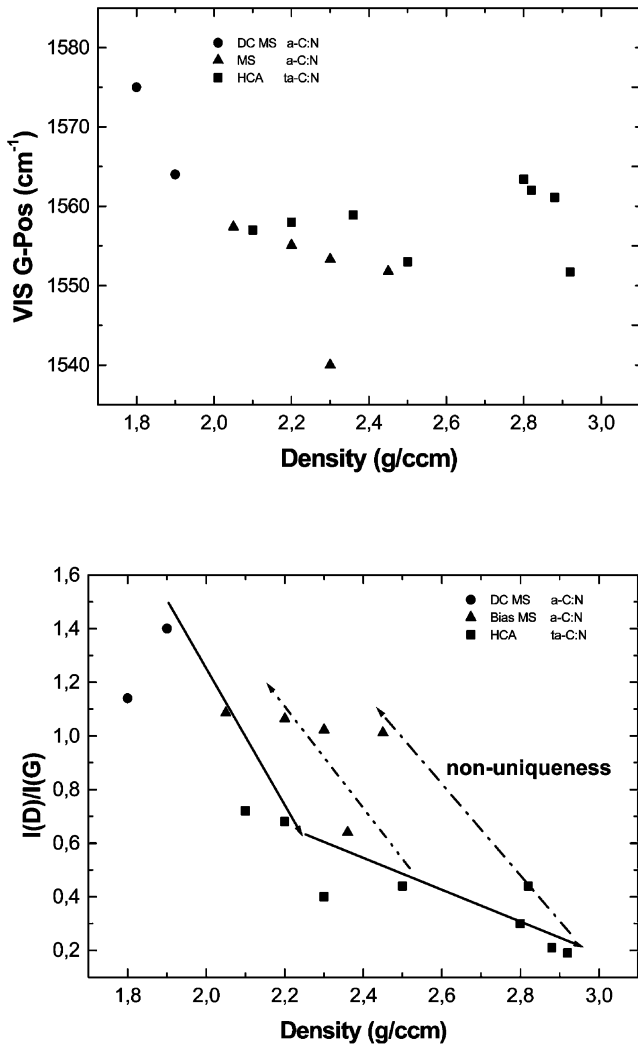 1580
1570
1560
1550
1540
VIS G-Pos (cm⁻¹)
DC MS a-C:N
MS a-C:N
HCA ta-C:N
1,8 2,0 2,2 2,4 2,6 2,8 3,0
Density (g/ccm)
1,6
1,4
1,2
1,0
0,8
0,6
0,4
0,2
I(D)/I(G)
DC MS a-C:N
Bias MS a-C:N
HCA ta-C:N
non-uniqueness
1,8 2,0 2,2 2,4 2,6 2,8 3,0
Density (g/ccm)